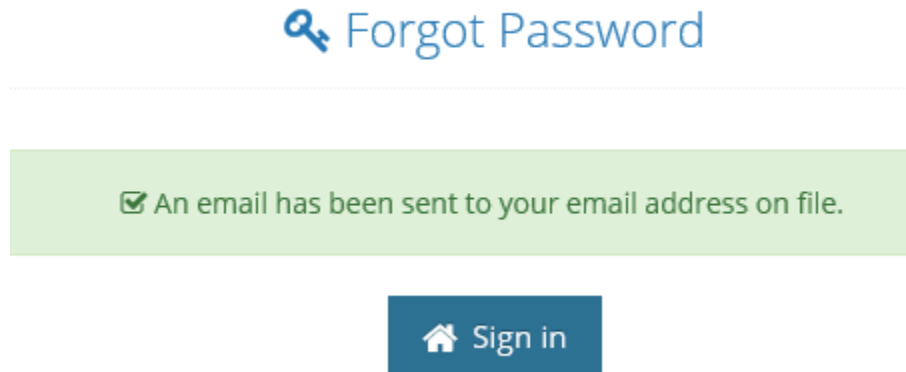 Forgot Password
An email has been sent to your email address on file.
Sign in